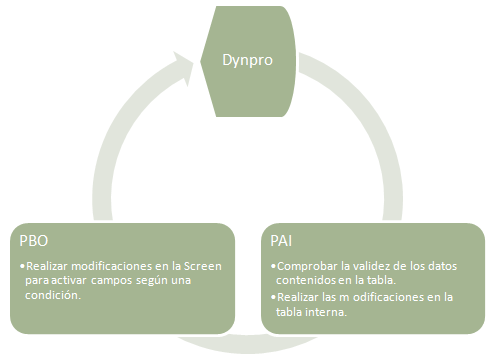 Dynpro
PBO
•Realizar modificaciones en la Screen
para activar campos según una
condición.
PAI
•Comprobar la validez de los datos
contenidos en la tabla.
•Realizar las m odificaciones en la
tabla interna.